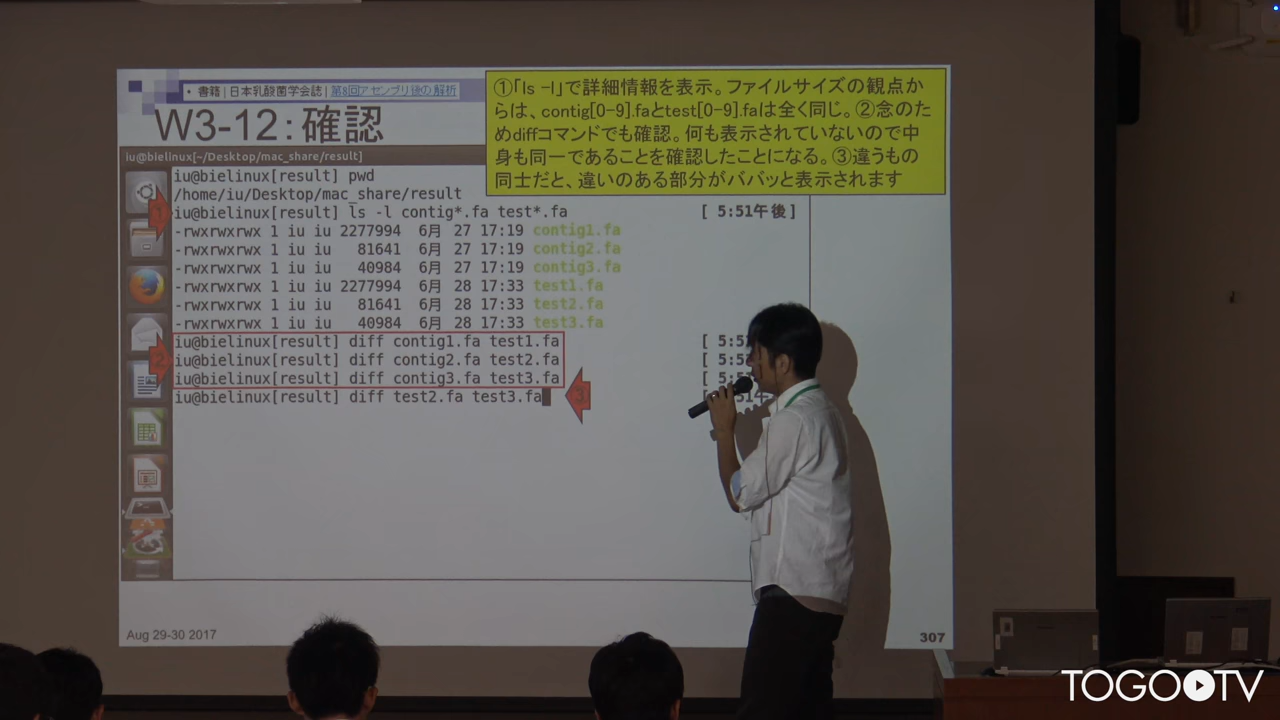 • 書籍 | 日本乳酸菌学会誌 | 第8回アセンブリ後の解析
W3-12：確認
①「ls -l」で詳細情報を表示。ファイルサイズの観点か
らは、contig[0-9].faとtest[0-9].faは全く同じ。②念のた
めdiffコマンドでも確認。何も表示されていないので中
身も同一であることを確認したことになる。③違うもの
同士だと、違いのある部分がババッと表示されます
iu@bielinux[~/Desktop/mac_share/result]
iu@bielinux[result] pwd
/home/iu/Desktop/mac_share/result
iu@bielinux[result] ls -l contig*.fa test*.fa [ 5:51午後]
-rwxrwxrwx 1 iu iu 2277994 6月 27 17:19 contig1.fa
-rwxrwxrwx 1 iu iu 81641 6月 27 17:19 contig2.fa
-rwxrwxrwx 1 iu iu 40984 6月 27 17:19 contig3.fa
-rwxrwxrwx 1 iu iu 2277994 6月 28 17:33 test1.fa
-rwxrwxrwx 1 iu iu 81641 6月 28 17:33 test2.fa
-rwxrwxrwx 1 iu iu 40984 6月 28 17:33 test3.fa
iu@bielinux[result] diff contig1.fa test1.fa
iu@bielinux[result] diff contig2.fa test2.fa
iu@bielinux[result] diff contig3.fa test3.fa
iu@bielinux[result] diff test2.fa test3.fa
1
2
3
Aug 29-30 2017
307
TOGO TV